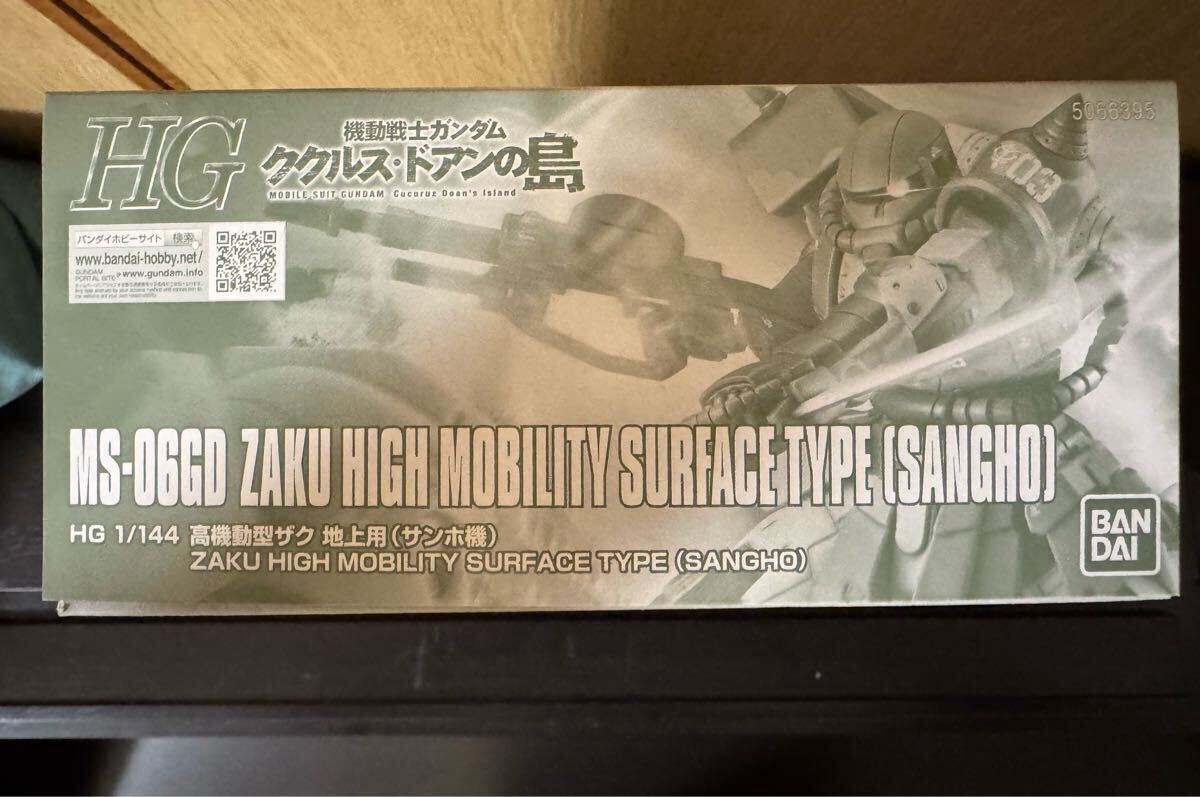 HG
機動戦士ガンダム
ククルス・ドアンの島
MOBILE SUIT GUNDAM Cucuruz Doan's Island
バンダイホビーサイト 検索
www.bandai-hobby.net/
GUNDAM PORTAL SITE www.gundam.info
5066395
203
MS-06GD ZAKU HIGH MOBILITY SURFACE TYPE (SANGHO)
HG 1/144 高機動型ザク 地上用(サンホ機)
ZAKU HIGH MOBILITY SURFACE TYPE (SANGHO)
BAN
DAI